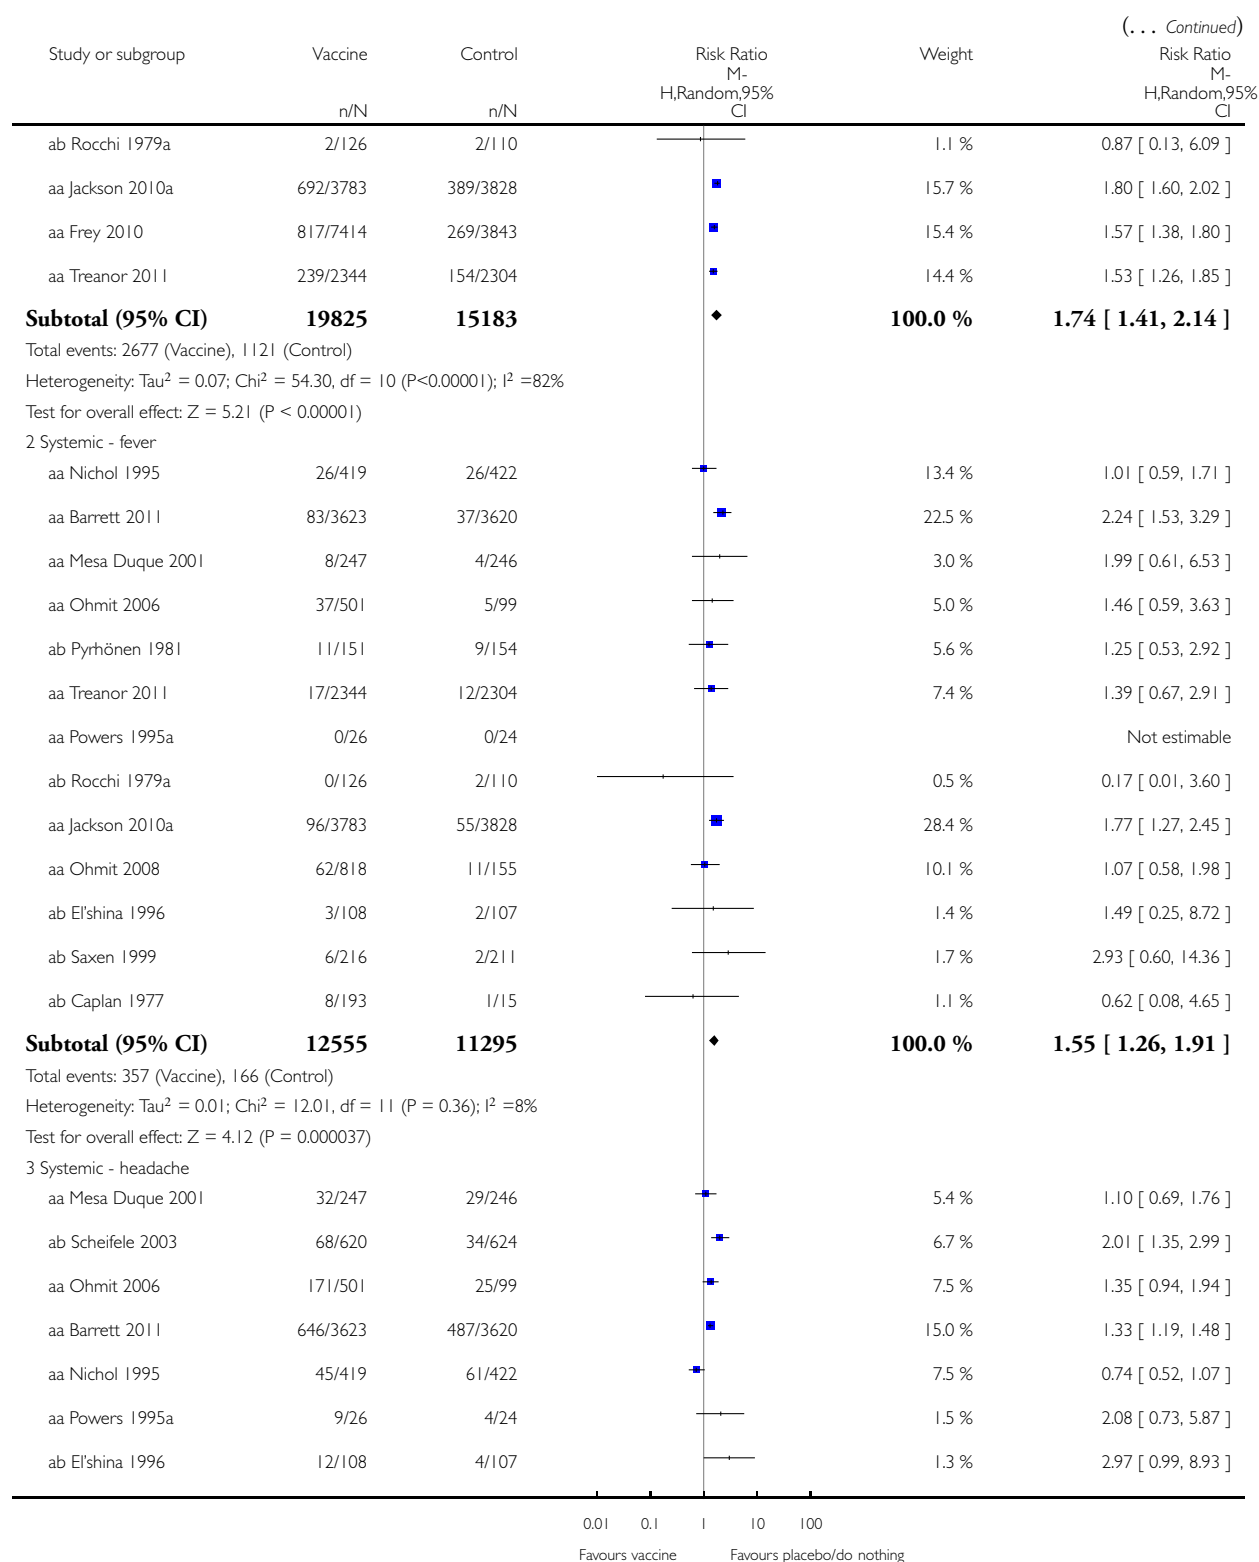 (... Continued)
Study or subgroup Vaccine Control Risk Ratio Weight Risk Ratio
M- M-
H,Random,95% H,Random,95%
n/N n/N CI CI
ab Rocchi 1979a 2/126 2/110 1.1 % 0.87 [ 0.13, 6.09 ]
aa Jackson 2010a 692/3783 389/3828 15.7 % 1.80 [ 1.60, 2.02 ]
aa Frey 2010 817/7414 269/3843 15.4 % 1.57 [ 1.38, 1.80 ]
aa Treanor 2011 239/2344 154/2304 14.4 % 1.53 [ 1.26, 1.85 ]
Subtotal (95% CI) 19825 15183 100.0 % 1.74 [ 1.41, 2.14 ]
Total events: 2677 (Vaccine), 1121 (Control)
Heterogeneity: Tau² = 0.07; Chi² = 54.30, df = 10 (P<0.00001); I² =82%
Test for overall effect: Z = 5.21 (P < 0.00001)
2 Systemic - fever
aa Nichol 1995 26/419 26/422 13.4 % 1.01 [ 0.59, 1.71 ]
aa Barrett 2011 83/3623 37/3620 22.5 % 2.24 [ 1.53, 3.29 ]
aa Mesa Duque 2001 8/247 4/246 3.0 % 1.99 [ 0.61, 6.53 ]
aa Ohmit 2006 37/501 5/99 5.0 % 1.46 [ 0.59, 3.63 ]
ab Pyrhönen 1981 11/151 9/154 5.6 % 1.25 [ 0.53, 2.92 ]
aa Treanor 2011 17/2344 12/2304 7.4 % 1.39 [ 0.67, 2.91 ]
aa Powers 1995a 0/26 0/24 Not estimable
ab Rocchi 1979a 0/126 2/110 0.5 % 0.17 [ 0.01, 3.60 ]
aa Jackson 2010a 96/3783 55/3828 28.4 % 1.77 [ 1.27, 2.45 ]
aa Ohmit 2008 62/818 11/155 10.1 % 1.07 [ 0.58, 1.98 ]
ab El'shina 1996 3/108 2/107 1.4 % 1.49 [ 0.25, 8.72 ]
ab Saxen 1999 6/216 2/211 1.7 % 2.93 [ 0.60, 14.36 ]
ab Caplan 1977 8/193 1/15 1.1 % 0.62 [ 0.08, 4.65 ]
Subtotal (95% CI) 12555 11295 100.0 % 1.55 [ 1.26, 1.91 ]
Total events: 357 (Vaccine), 166 (Control)
Heterogeneity: Tau² = 0.01; Chi² = 12.01, df = 11 (P = 0.36); I² =8%
Test for overall effect: Z = 4.12 (P = 0.000037)
3 Systemic - headache
aa Mesa Duque 2001 32/247 29/246 5.4 % 1.10 [ 0.69, 1.76 ]
ab Scheifele 2003 68/620 34/624 6.7 % 2.01 [ 1.35, 2.99 ]
aa Ohmit 2006 171/501 25/99 7.5 % 1.35 [ 0.94, 1.94 ]
aa Barrett 2011 646/3623 487/3620 15.0 % 1.33 [ 1.19, 1.48 ]
aa Nichol 1995 45/419 61/422 7.5 % 0.74 [ 0.52, 1.07 ]
aa Powers 1995a 9/26 4/24 1.5 % 2.08 [ 0.73, 5.87 ]
ab El'shina 1996 12/108 4/107 1.3 % 2.97 [ 0.99, 8.93 ]
0.01 0.1 1 10 100
Favours vaccine Favours placebo/do nothing